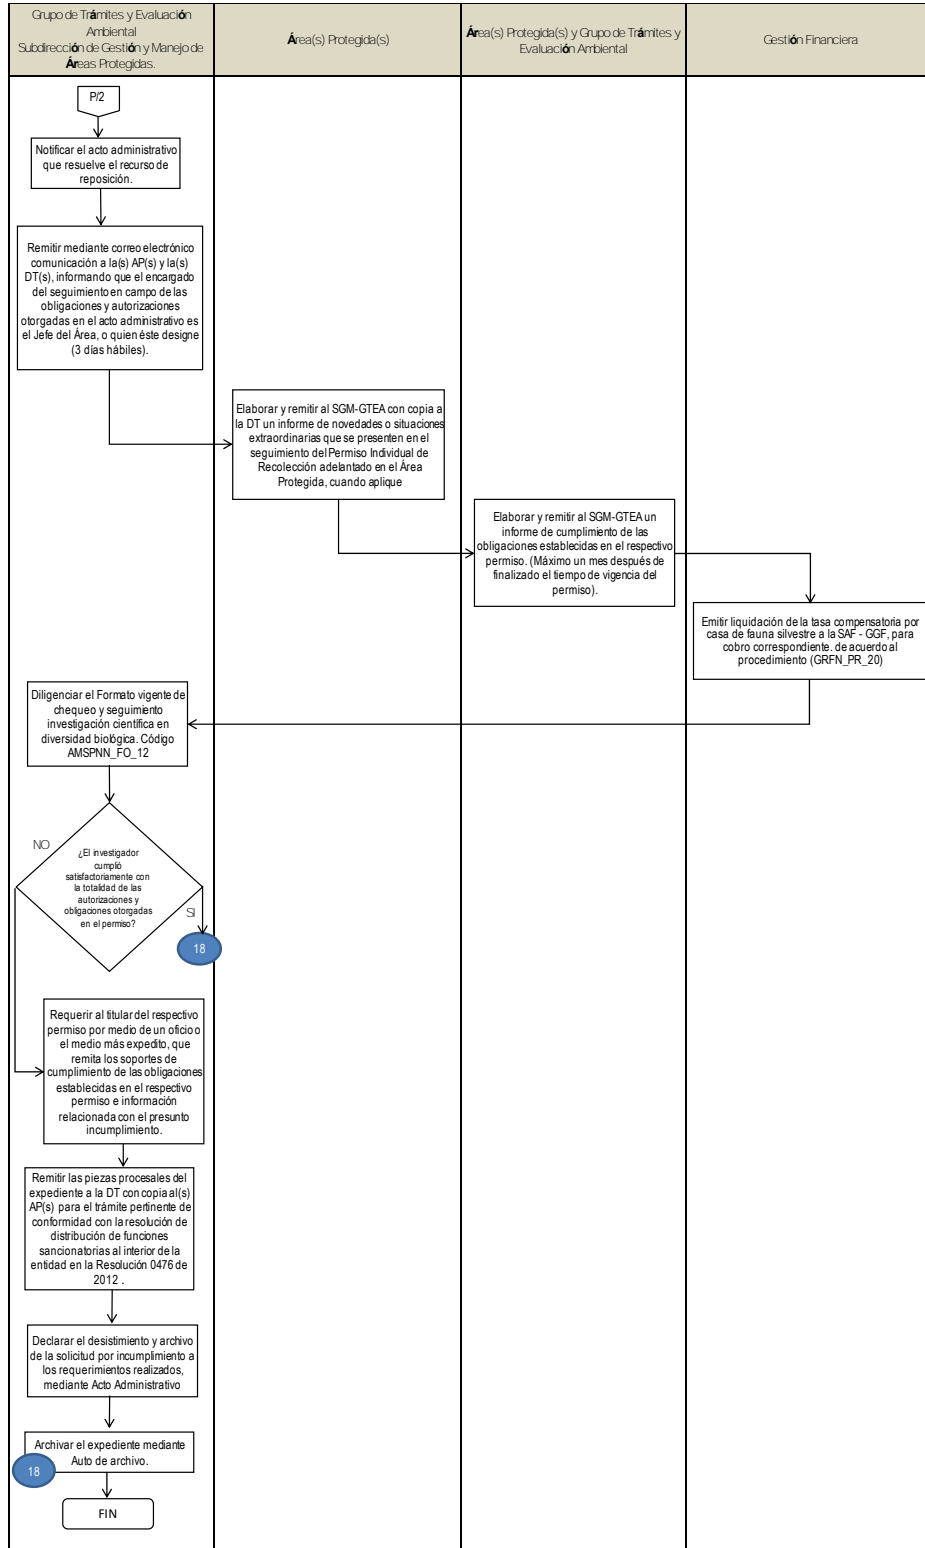 Grupo de Trámites y Evaluación
Ambiental
Subdirección de Gestión y Manejo de
Áreas Protegidas.
Área(s) Protegida(s)
Área(s) Protegida(s) y Grupo de Trámites y
Evaluación Ambiental
Gestión Financiera
P/2
Notificar el acto administrativo
que resuelve el recurso de
reposición.
Remitir mediante correo electrónico
comunicación a la(s) AP(s) y la(s)
DT(s), informando que el encargado
del seguimiento en campo de las
obligaciones y autorizaciones
otorgadas en el acto administrativo es
el Jefe del Área, o quien éste designe
(3 días hábiles).
Elaborar y remitir al SGM-GTEA con copia a
la DT un informe de novedades o situaciones
extraordinarias que se presenten en el
seguimiento del Permiso Individual de
Recolección adelantado en el Área
Protegida, cuando aplique
Elaborar y remitir al SGM-GTEA un
informe de cumplimiento de las
obligaciones establecidas en el respectivo
permiso. (Máximo un mes después de
finalizado el tiempo de vigencia del
permiso).
Emitir liquidación de la tasa compensatoria por
casa de fauna silvestre a la SAF - GGF, para
cobro correspondiente. de acuerdo al
procedimiento (GRFN_PR_20)
Diligenciar el Formato vigente de
chequeo y seguimiento
investigación científica en
diversidad biológica. Código
AMSPNN_FO_12
NO
¿El investigador
cumplió
satisfactoriamente con
la totalidad de las
autorizaciones y
obligaciones otorgadas
en el permiso?
SI
18
Requerir al titular del respectivo
permiso por medio de un oficio o
el medio más expedito, que
remita los soportes de
cumplimiento de las obligaciones
establecidas en el respectivo
permiso e información
relacionada con el presunto
incumplimiento.
Remitir las piezas procesales del
expediente a la DT con copia al(s)
AP(s) para el trámite pertinente de
conformidad con la resolución de
distribución de funciones
sancionatorias al interior de la
entidad en la Resolución 0476 de
2012 .
Declarar el desistimiento y archivo
de la solicitud por incumplimiento a
los requerimientos realizados,
mediante Acto Administrativo
Archivar el expediente mediante
Auto de archivo.
18
FIN